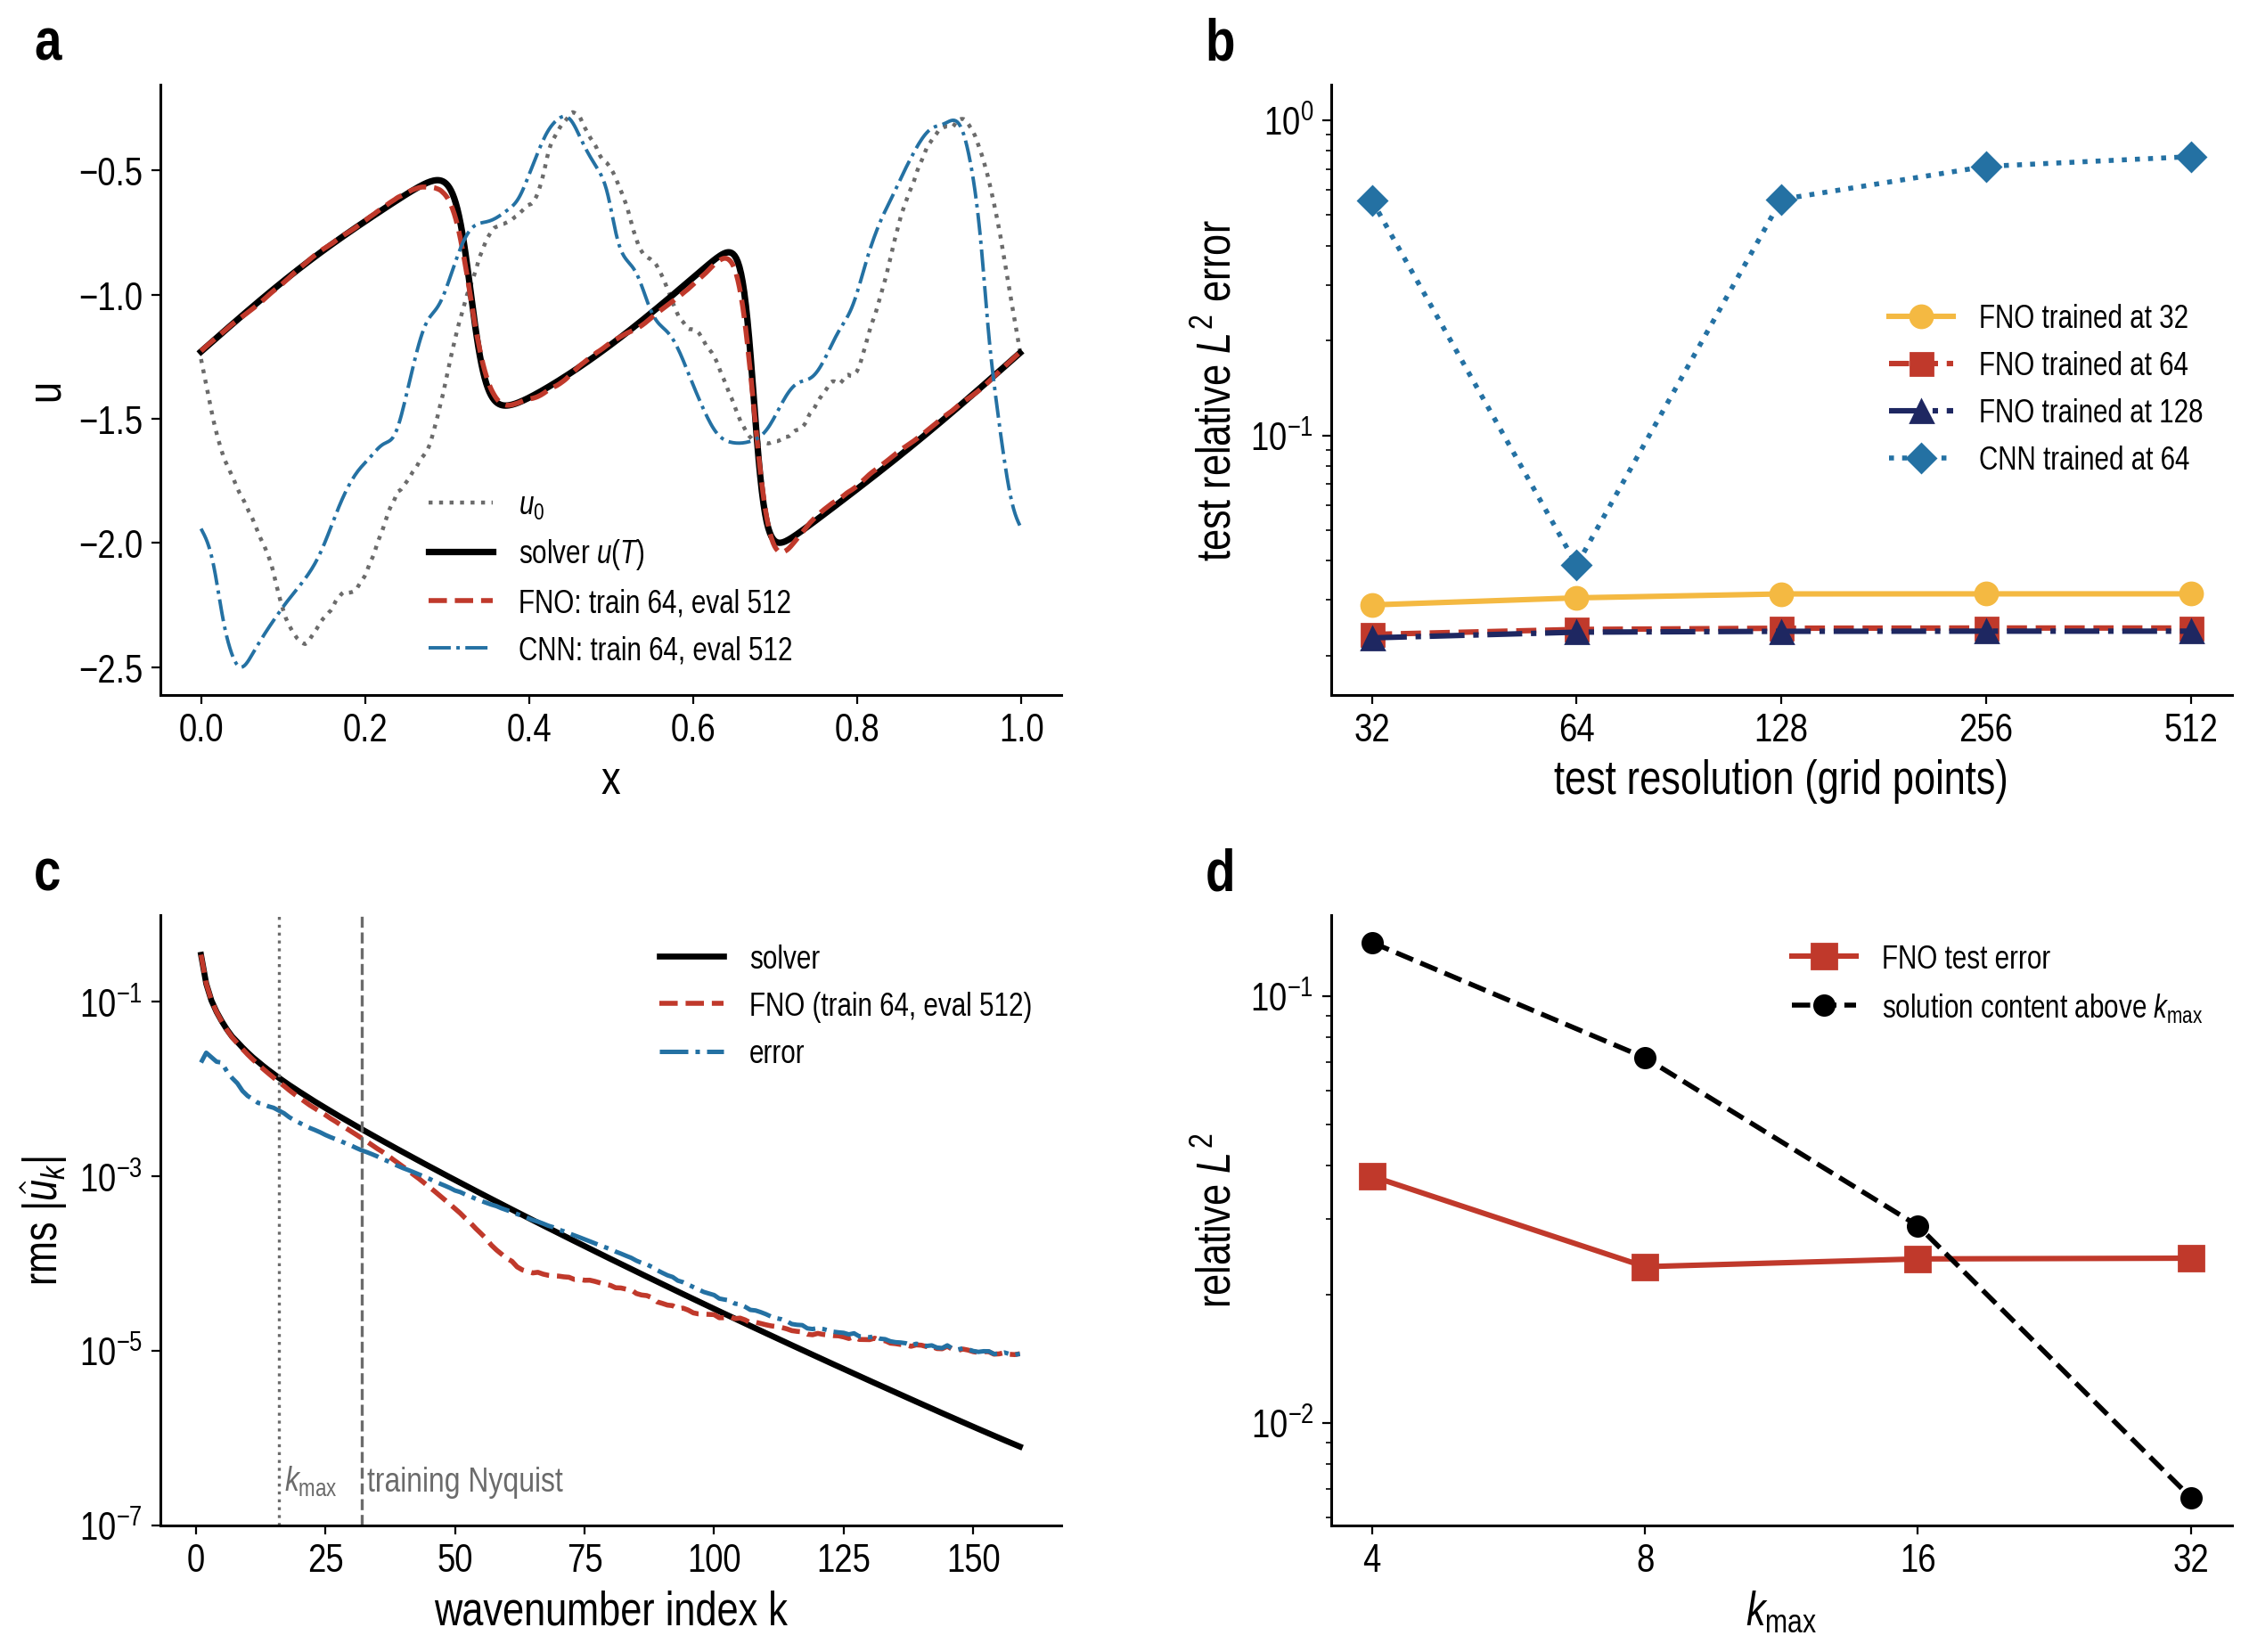 a
u
−0.5
−1.0
−1.5
−2.0
−2.5
u₀
solver u(T)
FNO: train 64, eval 512
CNN: train 64, eval 512
0.0 0.2 0.4 0.6 0.8 1.0
x
b
test relative L²  error
10⁰
10⁻¹
FNO trained at 32
FNO trained at 64
FNO trained at 128
CNN trained at 64
32 64 128 256 512
test resolution (grid points)
c
rms |û_k|
10⁻¹
10⁻³
10⁻⁵
10⁻⁷
solver
FNO (train 64, eval 512)
error
k_max
training Nyquist
0 25 50 75 100 125 150
wavenumber index k
d
relative L²
10⁻¹
10⁻²
FNO test error
solution content above k_max
4 8 16 32
k_max